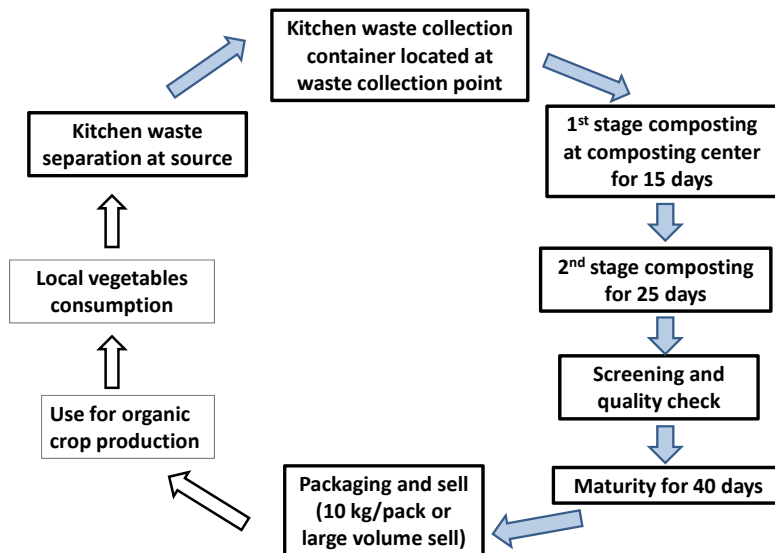 Kitchen waste collection
container located at
waste collection point
1st stage composting
at composting center
for 15 days
2nd stage composting
for 25 days
Screening and
quality check
Maturity for 40 days
Packaging and sell
(10 kg/pack or
large volume sell)
Use for organic
crop production
Local vegetables
consumption
Kitchen waste
separation at source